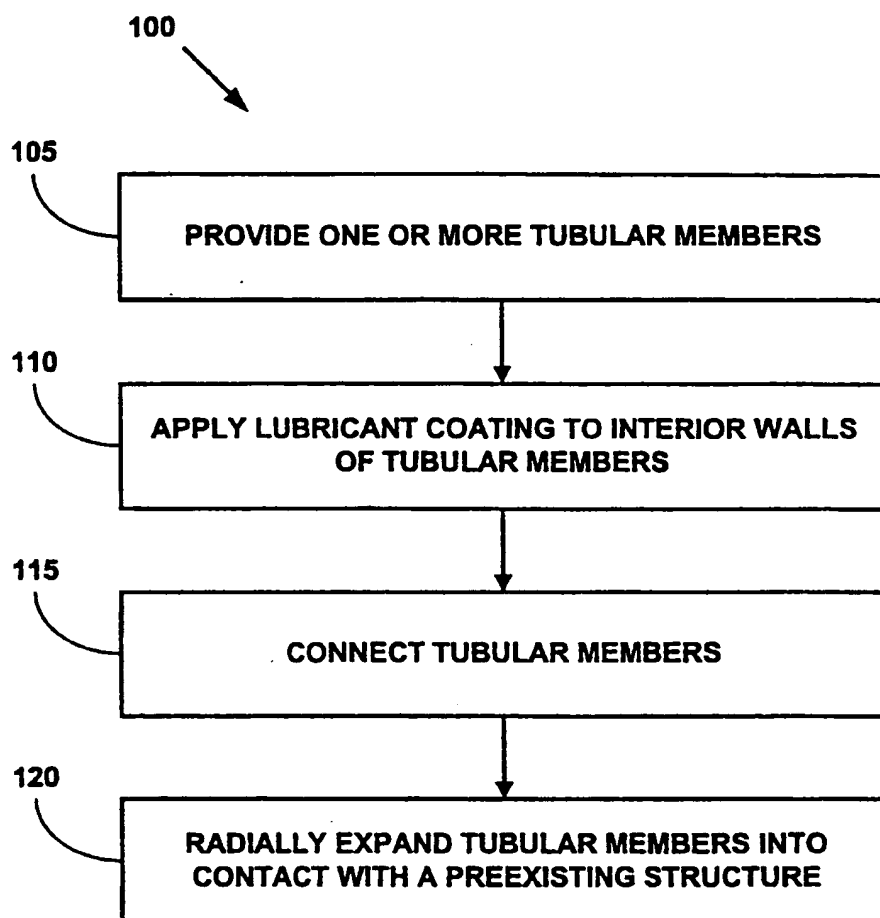 100
105
PROVIDE ONE OR MORE TUBULAR MEMBERS
110
APPLY LUBRICANT COATING TO INTERIOR WALLS
OF TUBULAR MEMBERS
115
CONNECT TUBULAR MEMBERS
120
RADIALLY EXPAND TUBULAR MEMBERS INTO
CONTACT WITH A PREEXISTING STRUCTURE